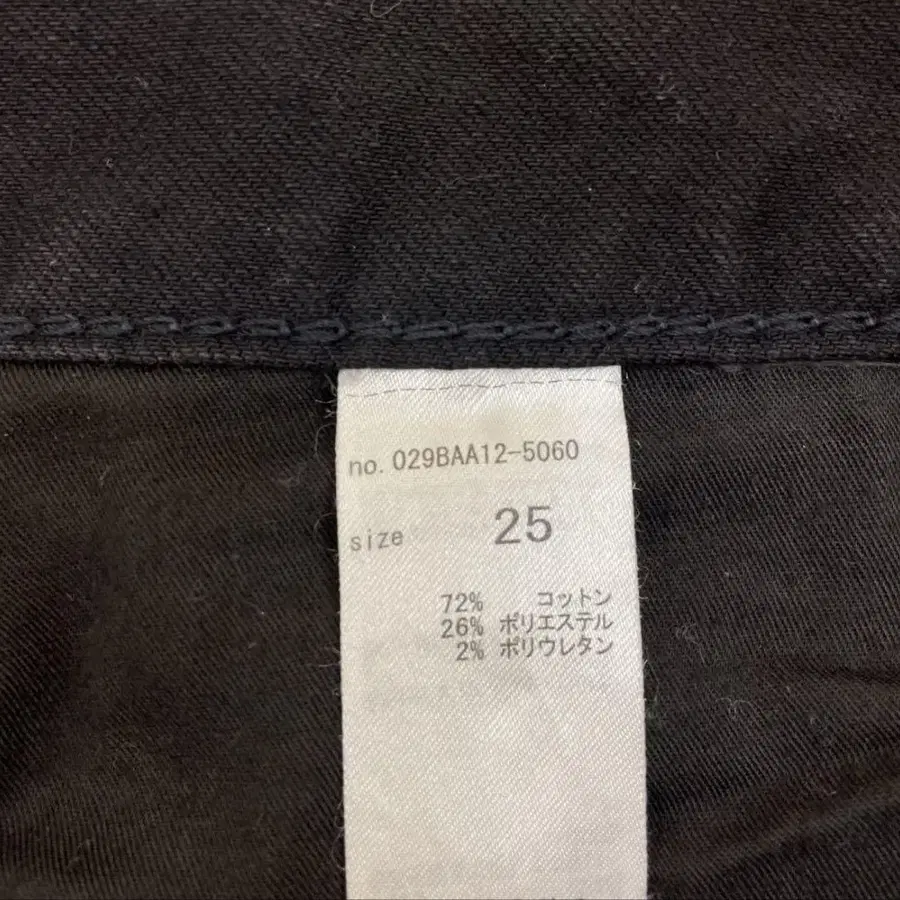 no. 029BAA12-5060
size 25
72% コットン
26% ポリエステル
2% ポリウレタン